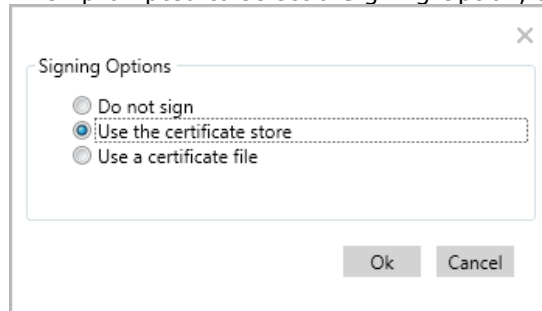 Signing Options
Do not sign
Use the certificate store
Use a certificate file
Ok
Cancel